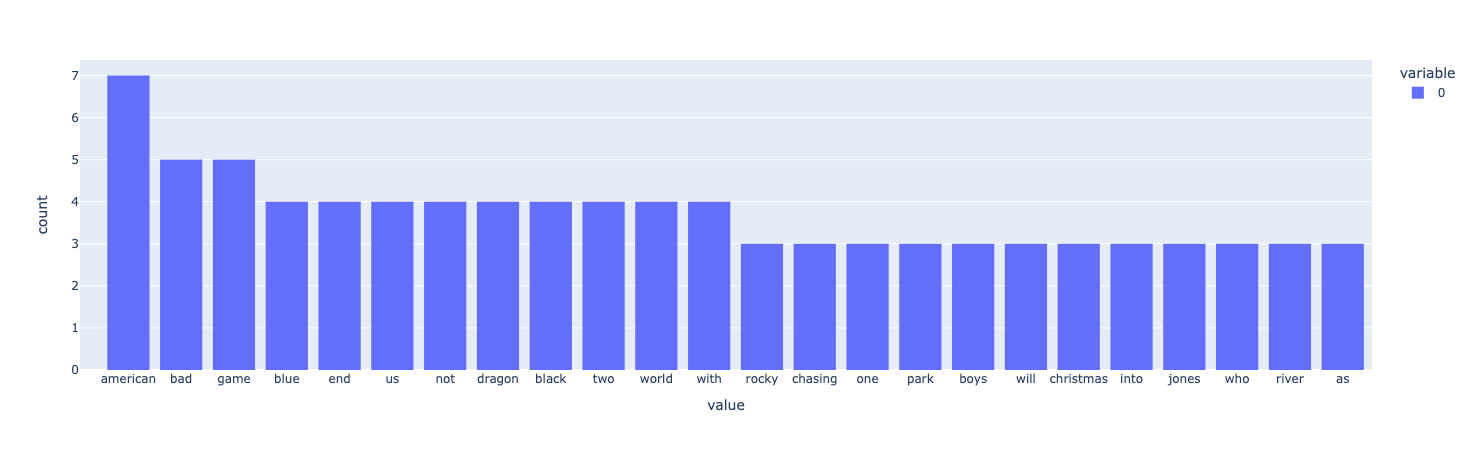 variable
0
count
7
6
5
4
3
2
1
0
american bad game blue end us not dragon black two world with rocky chasing one park boys will christmas into jones who river as
value